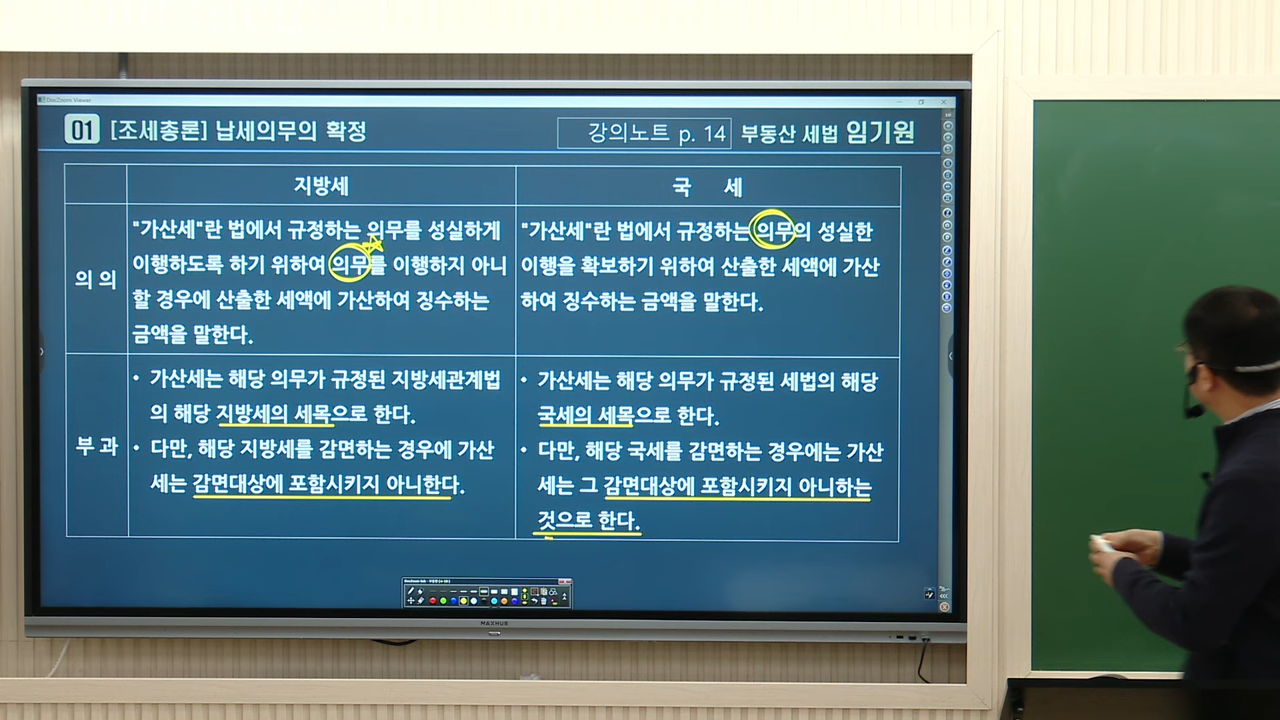 DocZoom Viewer
01 [조세총론] 납세의무의 확정
강의노트 p. 14 부동산 세법 임기원
지방세
국 세
의 의
"가산세"란 법에서 규정하는 의무를 성실하게
이행하도록 하기 위하여 의무를 이행하지 아니
할 경우에 산출한 세액에 가산하여 징수하는
금액을 말한다.
"가산세"란 법에서 규정하는 의무의 성실한
이행을 확보하기 위하여 산출한 세액에 가산
하여 징수하는 금액을 말한다.
부 과
• 가산세는 해당 의무가 규정된 지방세관계법
의 해당 지방세의 세목으로 한다.
• 다만, 해당 지방세를 감면하는 경우에 가산
세는 감면대상에 포함시키지 아니한다.
• 가산세는 해당 의무가 규정된 세법의 해당
국세의 세목으로 한다.
• 다만, 해당 국세를 감면하는 경우에는 가산
세는 그 감면대상에 포함시키지 아니하는
것으로 한다.
MAXHUB